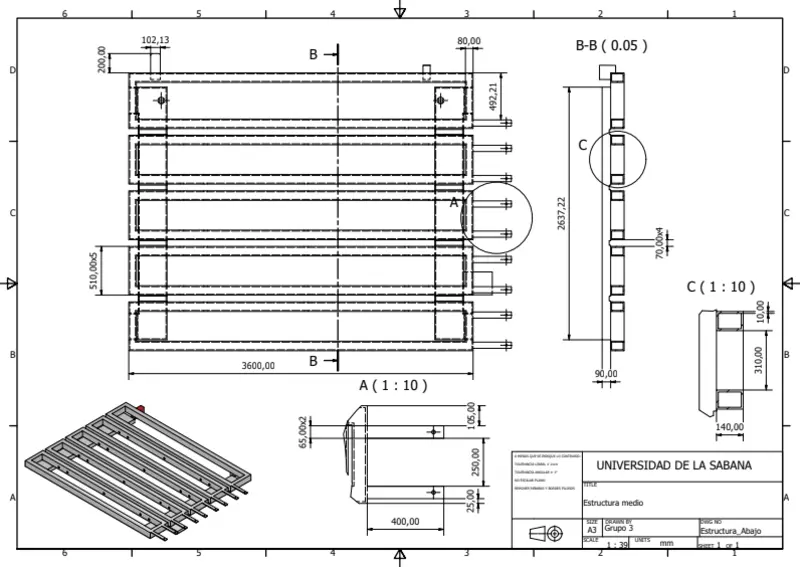 6 5 4 3 2 1
D
D
C
C
B
B
A
A
102,13
200,00
B
80,00
492,21
B-B ( 0.05 )
C
2637,22
70,00x4
90,00
A
510,00x5
3600,00
B
C ( 1 : 10 )
10,00
310,00
140,00
A ( 1 : 10 )
105,00
65,00x2
250,00
25,00
400,00
UNIVERSIDAD DE LA SABANA
TITLE
Estructura medio
SIZE
A3
DRAWN BY
Grupo 3
DWG NO
Estructura_Abajo
SCALE
1 : 39
UNITS
mm
SHEET 1 OF 1
6 5 4 3 2 1